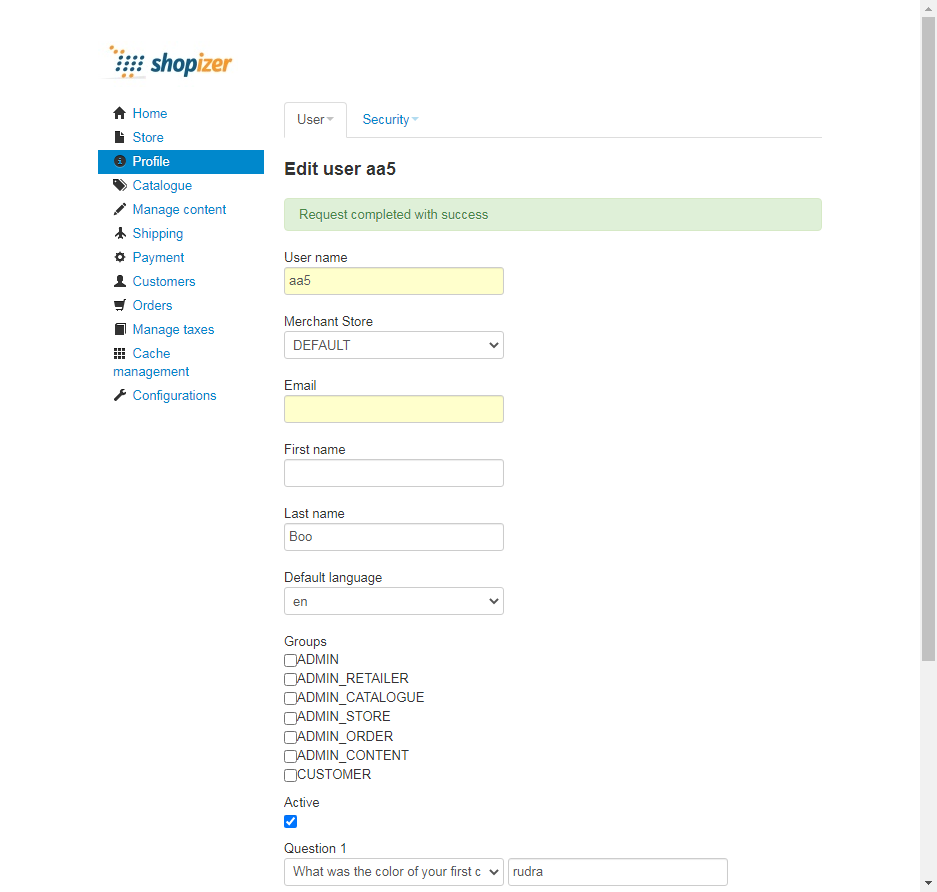 shopizer
Home
Store
Profile
Catalogue
Manage content
Shipping
Payment
Customers
Orders
Manage taxes
Cache
management
Configurations
User
Security
Edit user aa5
Request completed with success
User name
aa5
Merchant Store
DEFAULT
Email
First name
Last name
Boo
Default language
en
Groups
ADMIN
ADMIN_RETAILER
ADMIN_CATALOGUE
ADMIN_STORE
ADMIN_ORDER
ADMIN_CONTENT
CUSTOMER
Active
Question 1
What was the color of your first c
rudra